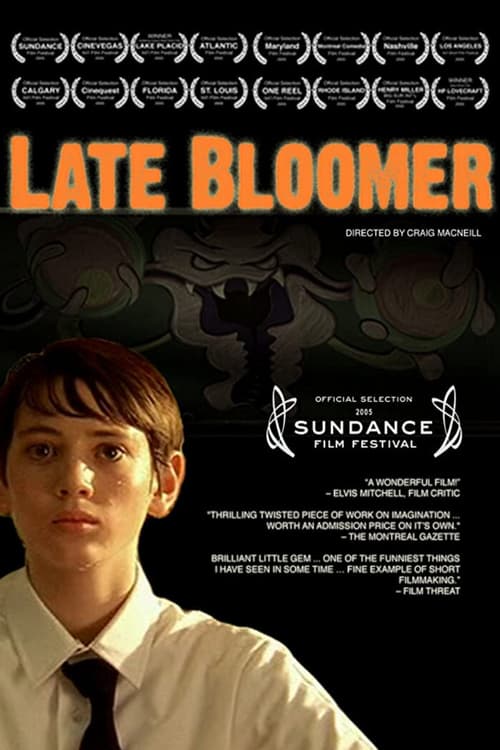 Official Selection Official Selection WINNER Official Selection Official Selection Official Selection Official Selection Official Selection
SUNDANCE CINEVEGAS LAKE PLACID ATLANTIC Maryland Montreal Comedy Nashville LOS ANGELES
Film Festival
Official Selection Official Selection Official Selection Official Selection Official Selection Official Selection Official Selection WINNER
CALGARY Cinequest FLORIDA ST. LOUIS ONE REEL RHODE ISLAND HENRY MILLER HP LOVECRAFT
Film Festival
LATE BLOOMER
DIRECTED BY CRAIG MACNEILL
OFFICIAL SELECTION
2005
SUNDANCE
FILM FESTIVAL
"A WONDERFUL FILM!"
– ELVIS MITCHELL, FILM CRITIC
"THRILLING TWISTED PIECE OF WORK ON IMAGINATION ...
WORTH AN ADMISSION PRICE ON IT'S OWN."
– THE MONTREAL GAZETTE
BRILLIANT LITTLE GEM ... ONE OF THE FUNNIEST THINGS
I HAVE SEEN IN SOME TIME ... FINE EXAMPLE OF SHORT
FILMMAKING."
– FILM THREAT